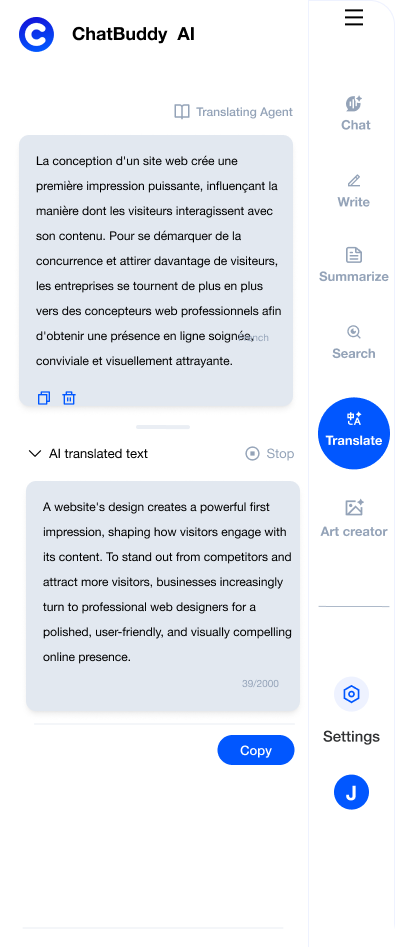 ChatBuddy AI
Translating Agent
La conception d'un site web crée une
première impression puissante, influençant la
manière dont les visiteurs interagissent avec
son contenu. Pour se démarquer de la
concurrence et attirer davantage de visiteurs,
les entreprises se tournent de plus en plus
vers des concepteurs web professionnels afin
d'obtenir une présence en ligne soignée,
French
conviviale et visuellement attrayante.
AI translated text
Stop
A website's design creates a powerful first
impression, shaping how visitors engage with
its content. To stand out from competitors and
attract more visitors, businesses increasingly
turn to professional web designers for a
polished, user-friendly, and visually compelling
online presence.
39/2000
Copy
Chat
Write
Summarize
Search
Translate
Art creator
Settings
J